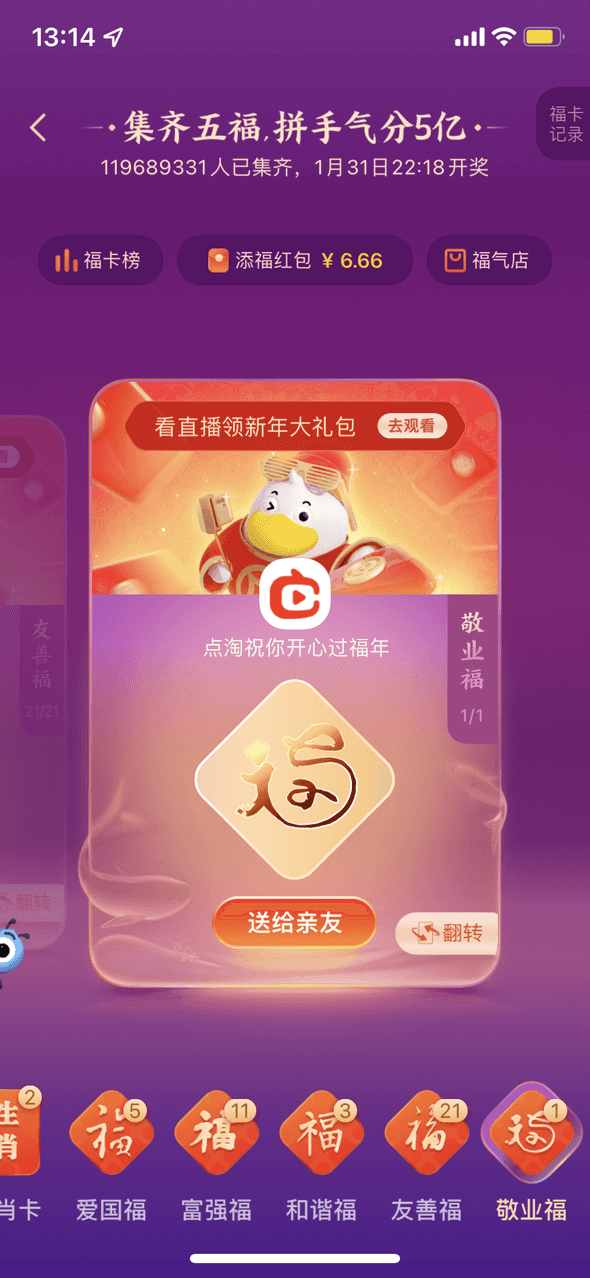 13:14
集齐五福,拼手气分5亿
福卡
记录
119689331人已集齐，1月31日22:18开奖
福卡榜
添福红包 ¥ 6.66
福气店
看直播领新年大礼包
去观看
看
点淘祝你开心过福年
敬业福
1/1
友善福
21/21
福
送给亲友
翻转
翻转
生肖
2
福
5
福
11
福
3
福
21
福
1
肖卡
爱国福
富强福
和谐福
友善福
敬业福